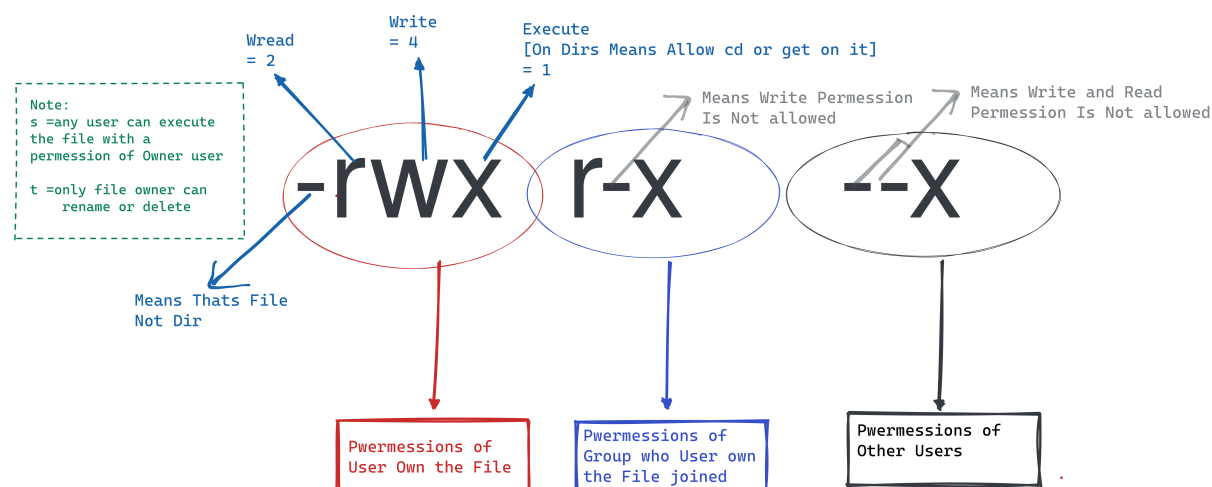 Write
= 4
Execute
[On Dirs Means Allow cd or get on it]
= 1
Wread
= 2
Means Write Permession
Is Not allowed
Means Write and Read
Permession Is Not allowed
Note:
s =any user can execute
the file with a
permession of Owner user
t =only file owner can
rename or delete
-rwx r-x --x
Means Thats File
Not Dir
Pwermessions of
User Own the File
Pwermessions of
Group who User own
the File joined
Pwermessions of
Other Users